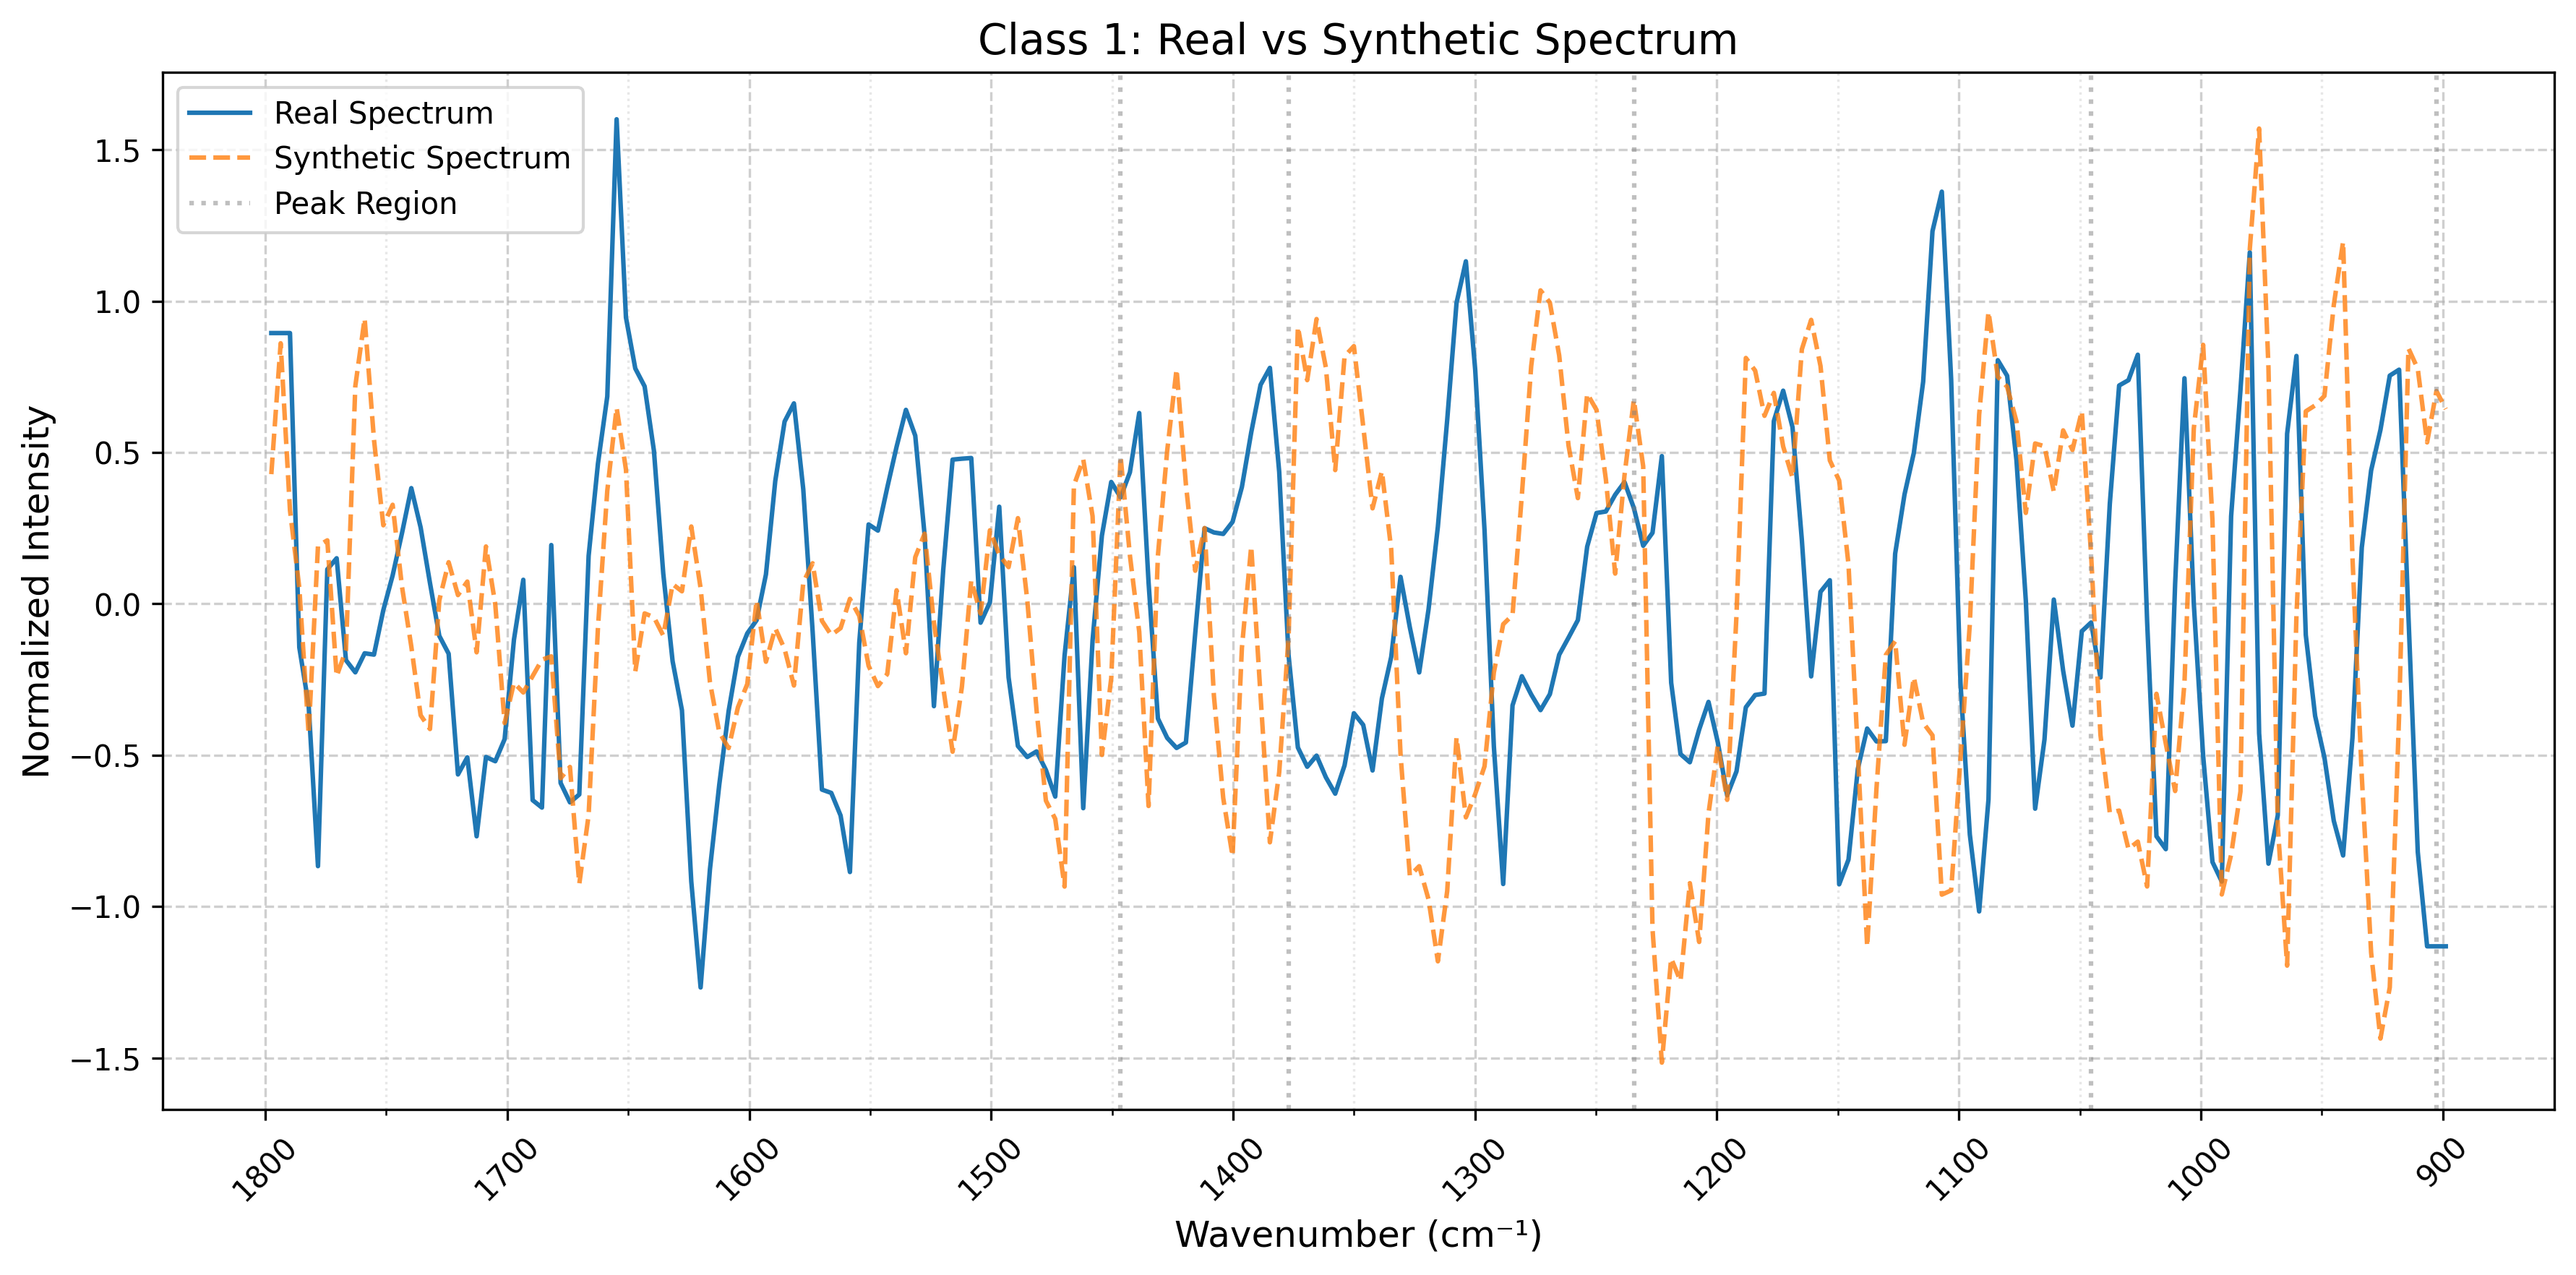 Class 1: Real vs Synthetic Spectrum
Real Spectrum
Synthetic Spectrum
Peak Region
Normalized Intensity
1.5
1.0
0.5
0.0
−0.5
−1.0
−1.5
1800
1700
1600
1500
1400
1300
1200
1100
1000
900
Wavenumber (cm⁻¹)